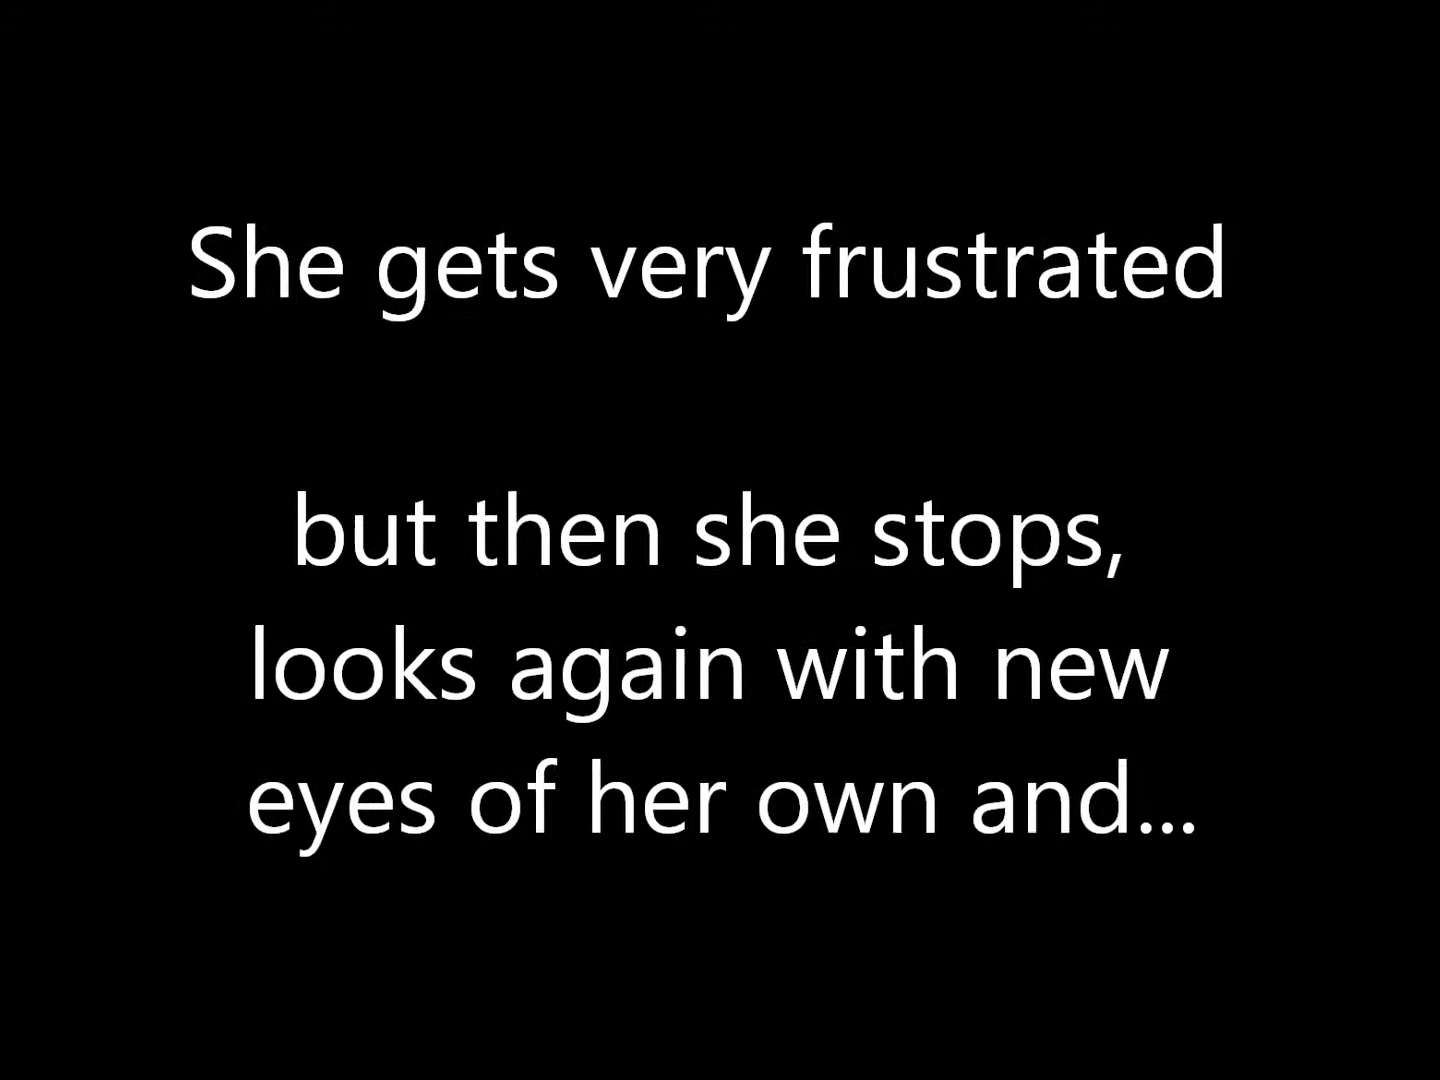 She gets very frustrated
but then she stops,
looks again with new
eyes of her own and...